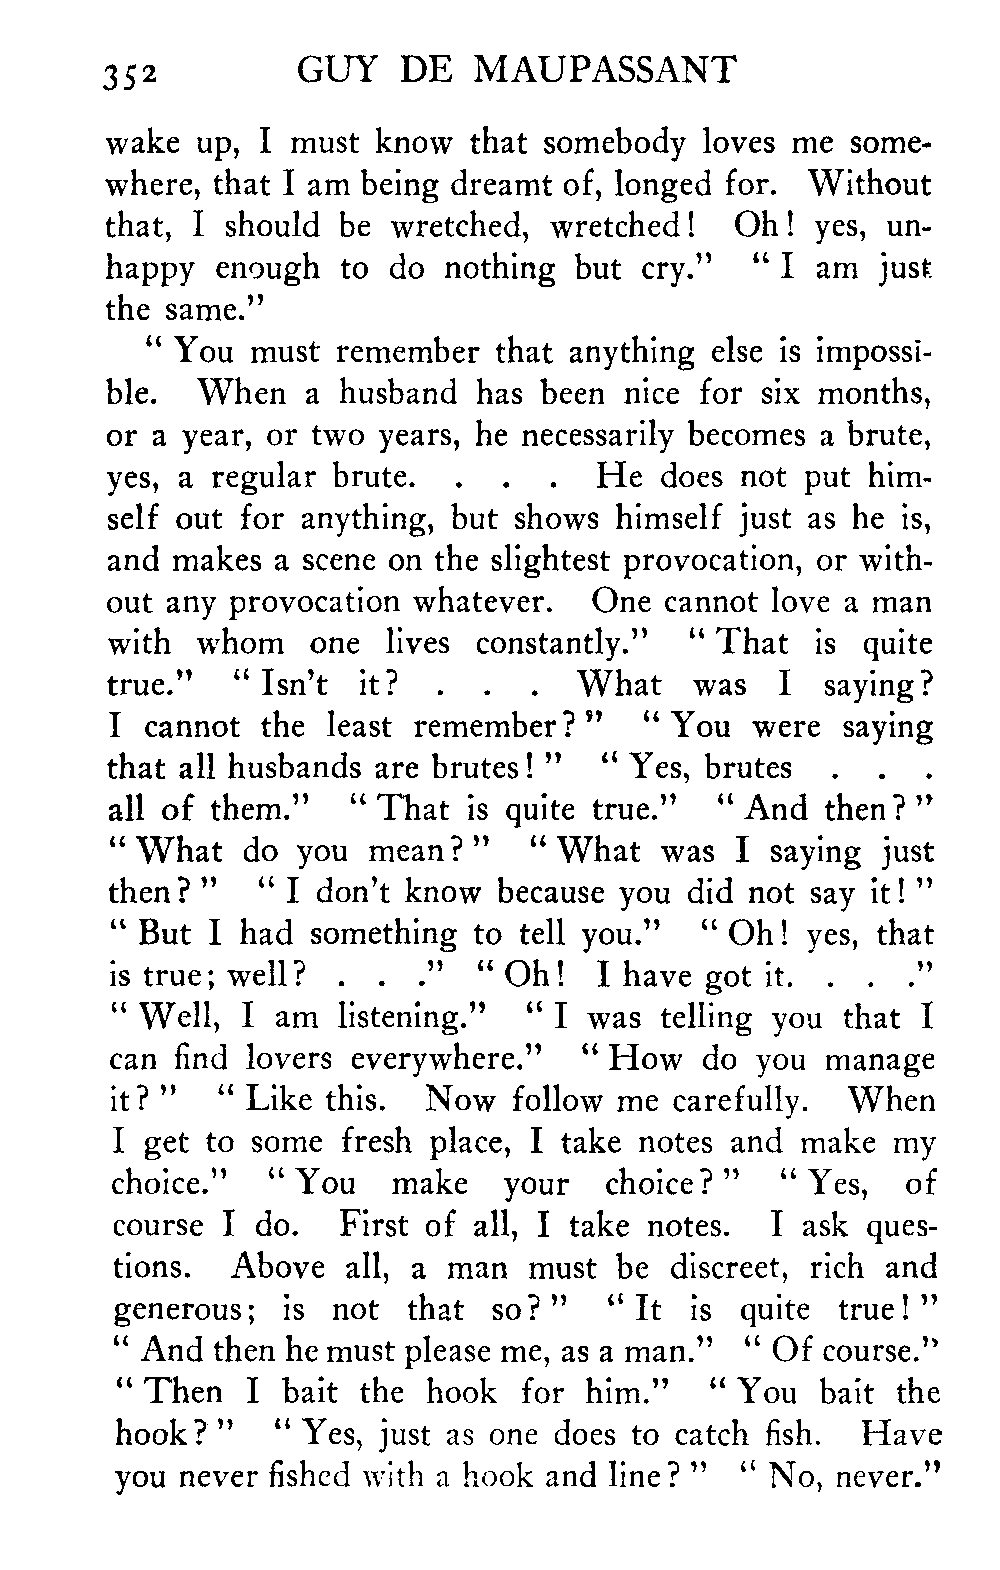 352 GUY DE MAUPASSANT
wake up, I must know that somebody loves me some-
where, that I am being dreamt of, longed for. Without
that, I should be wretched, wretched! Oh! yes, un-
happy enough to do nothing but cry." "I am just
the same."
"You must remember that anything else is impossi-
ble. When a husband has been nice for six months,
or a year, or two years, he necessarily becomes a brute,
yes, a regular brute. . . . He does not put him-
self out for anything, but shows himself just as he is,
and makes a scene on the slightest provocation, or with-
out any provocation whatever. One cannot love a man
with whom one lives constantly." "That is quite
true." "Isn't it? . . . What was I saying?
I cannot the least remember?" "You were saying
that all husbands are brutes!" "Yes, brutes . . .
all of them." "That is quite true." "And then?"
"What do you mean?" "What was I saying just
then?" "I don't know because you did not say it!"
"But I had something to tell you." "Oh! yes, that
is true; well? . . ." "Oh! I have got it. . . ."
"Well, I am listening." "I was telling you that I
can find lovers everywhere." "How do you manage
it?" "Like this. Now follow me carefully. When
I get to some fresh place, I take notes and make my
choice." "You make your choice?" "Yes, of
course I do. First of all, I take notes. I ask ques-
tions. Above all, a man must be discreet, rich and
generous; is not that so?" "It is quite true!"
"And then he must please me, as a man." "Of course."
"Then I bait the hook for him." "You bait the
hook?" "Yes, just as one does to catch fish. Have
you never fished with a hook and line?" "No, never."